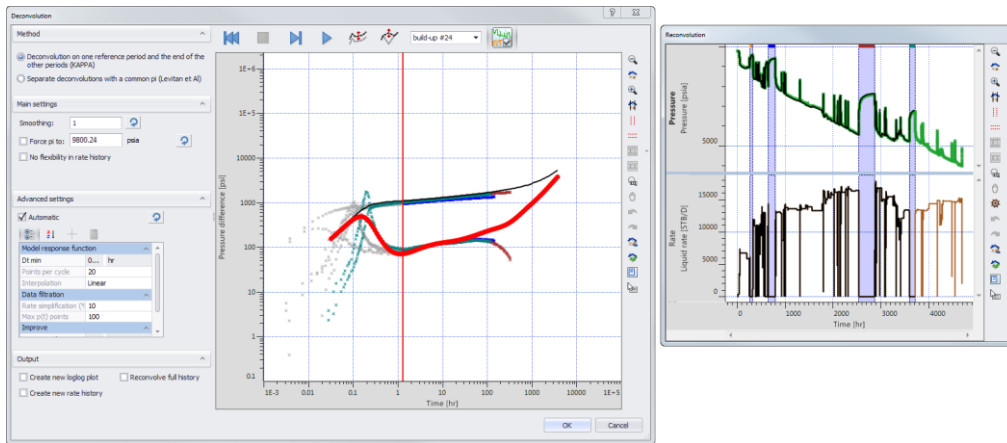 Deconvolution
Method
Deconvolution on one reference period and the end of the
other periods (KAPPA)
Separate deconvolutions with a common pi (Levitan et Al)
Main settings
Smoothing: 1
Force pi to: 9800.24 psia
No flexibility in rate history
Advanced settings
Automatic
Model response function
Dt min 0... hr
Points per cycle 20
Interpolation Linear
Data filtration
Rate simplification (% 10
Max p(t) points 100
Improve
Output
Create new loglog plot Reconvolve full history
Create new rate history
build-up #24
1E+6
1E+5
10000
1000
100
10
1
0.1
Pressure difference [psi]
1E-3 0.01 0.1 1 10 100 1000 10000 1E+5
Time [hr]
OK Cancel
Reconvolution
Pressure
Pressure [psia]
5000
Rate
Liquid rate [STB/D]
15000
10000
5000
0
0 1000 2000 3000 4000
Time [hr]